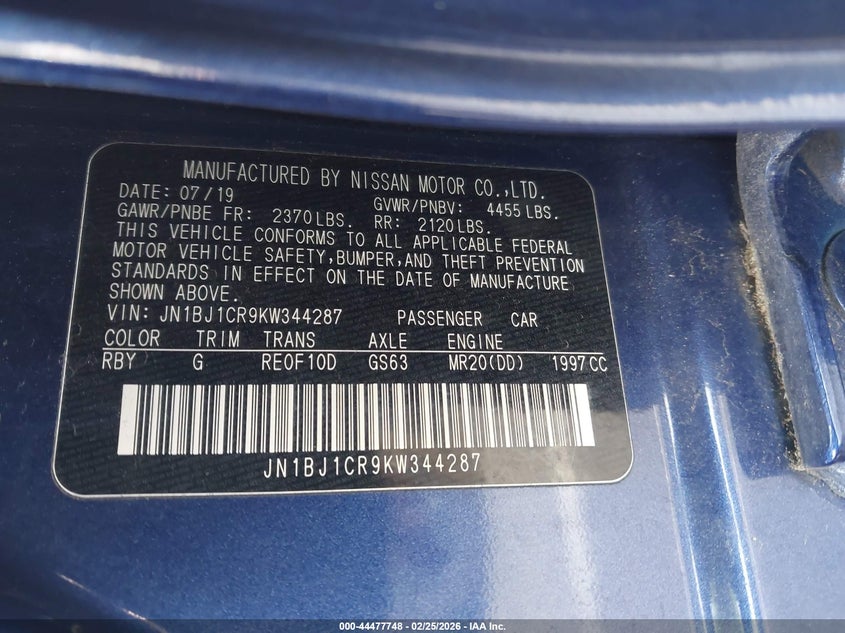 MANUFACTURED BY NISSAN MOTOR CO.,LTD.
DATE: 07/19 GVWR/PNBV: 4455 LBS.
GAWR/PNBE FR: 2370 LBS. RR: 2120 LBS.
THIS VEHICLE CONFORMS TO ALL APPLICABLE FEDERAL
MOTOR VEHICLE SAFETY, BUMPER, AND THEFT PREVENTION
STANDARDS IN EFFECT ON THE DATE OF MANUFACTURE
SHOWN ABOVE.
VIN: JN1BJ1CR9KW344287 PASSENGER CAR
COLOR TRIM TRANS AXLE ENGINE
RBY G RE0F10D GS63 MR20(DD) 1997 CC
JN1BJ1CR9KW344287
000-44477748 - 02/25/2026 - IAA Inc.